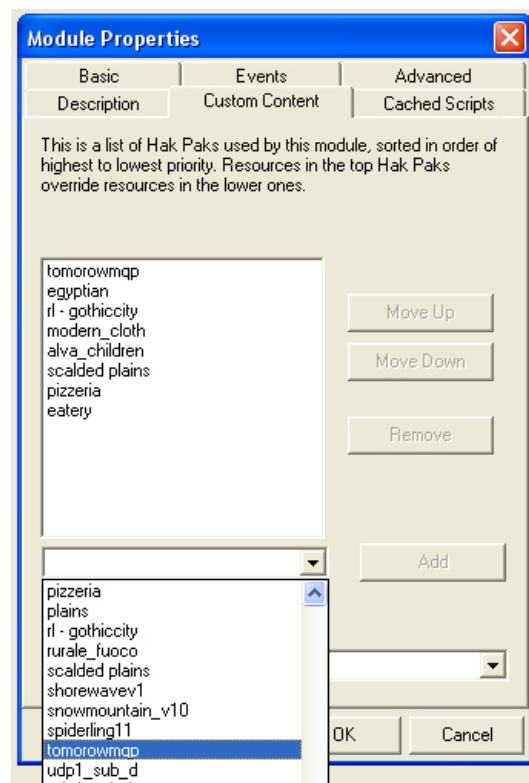 Module Properties
Basic Events Advanced
Description Custom Content Cached Scripts
This is a list of Hak Paks used by this module, sorted in order of
highest to lowest priority. Resources in the top Hak Paks
override resources in the lower ones.
tomorowmqp
egyptian
rl - gothiccity
modern_cloth
alva_children
scalded plains
pizzeria
eatery
Move Up
Move Down
Remove
Add
pizzeria
plains
rl - gothiccity
rurale_fuoco
scalded plains
shorewavev1
snowmountain_v10
spiderling11
tomorowmqp
udp1_sub_d
OK Cancel